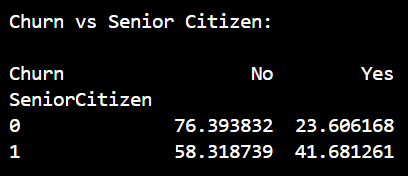 Churn vs Senior Citizen:
Churn No Yes
SeniorCitizen
0 76.393832 23.606168
1 58.318739 41.681261